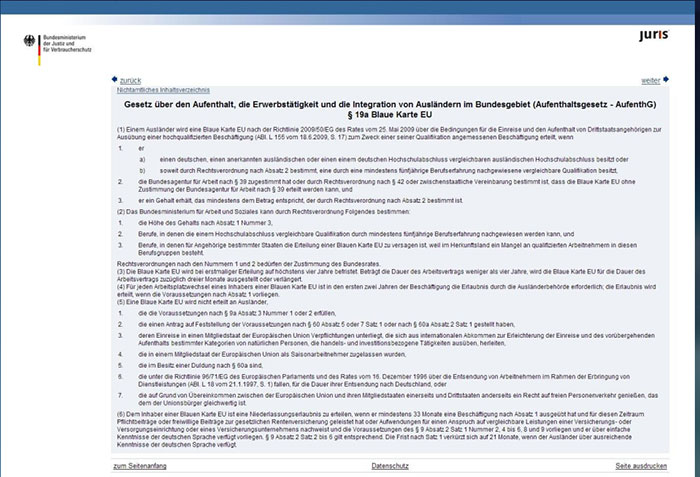 Bundesministerium
der Justiz und
für Verbraucherschutz
juris
zurück
weiter
Nichtamtliches Inhaltsverzeichnis
Gesetz über den Aufenthalt, die Erwerbstätigkeit und die Integration von Ausländern im Bundesgebiet (Aufenthaltsgesetz - AufenthG)
§ 19a Blaue Karte EU
(1) Einem Ausländer wird eine Blaue Karte EU nach der Richtlinie 2009/50/EG des Rates vom 25. Mai 2009 über die Bedingungen für die Einreise und den Aufenthalt von Drittstaatsangehörigen zur
Ausübung einer hochqualifizierten Beschäftigung (ABl. L 155 vom 18.6.2009, S. 17) zum Zweck einer seiner Qualifikation angemessenen Beschäftigung erteilt, wenn
1. er
a) einen deutschen, einen anerkannten ausländischen oder einen einem deutschen Hochschulabschluss vergleichbaren ausländischen Hochschulabschluss besitzt oder
b) soweit durch Rechtsverordnung nach Absatz 2 bestimmt, eine durch eine mindestens fünfjährige Berufserfahrung nachgewiesene vergleichbare Qualifikation besitzt,
2. die Bundesagentur für Arbeit nach § 39 zugestimmt hat oder durch Rechtsverordnung nach § 42 oder zwischenstaatliche Vereinbarung bestimmt ist, dass die Blaue Karte EU ohne
Zustimmung der Bundesagentur für Arbeit nach § 39 erteilt werden kann, und
3. er ein Gehalt erhält, das mindestens dem Betrag entspricht, der durch Rechtsverordnung nach Absatz 2 bestimmt ist.
(2) Das Bundesministerium für Arbeit und Soziales kann durch Rechtsverordnung Folgendes bestimmen:
1. die Höhe des Gehalts nach Absatz 1 Nummer 3,
2. Berufe, in denen die einem Hochschulabschluss vergleichbare Qualifikation durch mindestens fünfjährige Berufserfahrung nachgewiesen werden kann, und
3. Berufe, in denen für Angehörige bestimmter Staaten die Erteilung einer Blauen Karte EU zu versagen ist, weil im Herkunftsland ein Mangel an qualifizierten Arbeitnehmern in diesen
Berufsgruppen besteht.
Rechtsverordnungen nach den Nummern 1 und 2 bedürfen der Zustimmung des Bundesrates.
(3) Die Blaue Karte EU wird bei erstmaliger Erteilung auf höchstens vier Jahre befristet. Beträgt die Dauer des Arbeitsvertrags weniger als vier Jahre, wird die Blaue Karte EU für die Dauer des
Arbeitsvertrags zuzüglich dreier Monate ausgestellt oder verlängert.
(4) Für jeden Arbeitsplatzwechsel eines Inhabers einer Blauen Karte EU ist in den ersten zwei Jahren der Beschäftigung die Erlaubnis durch die Ausländerbehörde erforderlich; die Erlaubnis wird
erteilt, wenn die Voraussetzungen nach Absatz 1 vorliegen.
(5) Eine Blaue Karte EU wird nicht erteilt an Ausländer,
1. die die Voraussetzungen nach § 9a Absatz 3 Nummer 1 oder 2 erfüllen,
2. die einen Antrag auf Feststellung der Voraussetzungen nach § 60 Absatz 5 oder 7 Satz 1 oder nach § 60a Absatz 2 Satz 1 gestellt haben,
3. deren Einreise in einen Mitgliedstaat der Europäischen Union Verpflichtungen unterliegt, die sich aus internationalen Abkommen zur Erleichterung der Einreise und des vorübergehenden
Aufenthalts bestimmter Kategorien von natürlichen Personen, die handels- und investitionsbezogene Tätigkeiten ausüben, herleiten,
4. die in einem Mitgliedstaat der Europäischen Union als Saisonarbeitnehmer zugelassen wurden,
5. die im Besitz einer Duldung nach § 60a sind,
6. die unter die Richtlinie 96/71/EG des Europäischen Parlaments und des Rates vom 16. Dezember 1996 über die Entsendung von Arbeitnehmern im Rahmen der Erbringung von
Dienstleistungen (ABl. L 18 vom 21.1.1997, S. 1) fallen, für die Dauer ihrer Entsendung nach Deutschland, oder
7. die auf Grund von Übereinkommen zwischen der Europäischen Union und ihren Mitgliedstaaten einerseits und Drittstaaten anderseits ein Recht auf freien Personenverkehr genießen, das
dem der Unionsbürger gleichwertig ist.
(6) Dem Inhaber einer Blauen Karte EU ist eine Niederlassungserlaubnis zu erteilen, wenn er mindestens 33 Monate eine Beschäftigung nach Absatz 1 ausgeübt hat und für diesen Zeitraum
Pflichtbeiträge oder freiwillige Beiträge zur gesetzlichen Rentenversicherung geleistet hat oder Aufwendungen für einen Anspruch auf vergleichbare Leistungen einer Versicherungs- oder
Versorgungseinrichtung oder eines Versicherungsunternehmens nachweist und die Voraussetzungen des § 9 Absatz 2 Satz 1 Nummer 2, 4 bis 6, 8 und 9 vorliegen und er über einfache
Kenntnisse der deutschen Sprache verfügt vorliegen. § 9 Absatz 2 Satz 2 bis 6 gilt entsprechend. Die Frist nach Satz 1 verkürzt sich auf 21 Monate, wenn der Ausländer über ausreichende
Kenntnisse der deutschen Sprache verfügt.
zum Seitenanfang
Datenschutz
Seite ausdrucken